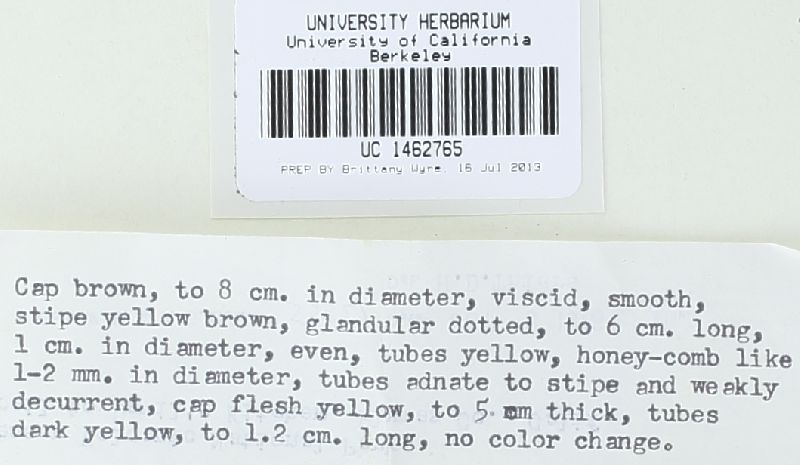 UNIVERSITY HERBARIUM
University of California
Berkeley
UC 1462765
PREP BY Brittany Wyre, 16 Jul 2013
Cap brown, to 8 cm. in diameter, viscid, smooth,
stipe yellow brown, glandular dotted, to 6 cm. long,
1 cm. in diameter, even, tubes yellow, honey-comb like
1-2 mm. in diameter, tubes adnate to stipe and weakly
decurrent, cap flesh yellow, to 5 mm thick, tubes
dark yellow, to 1.2 cm. long, no color change.